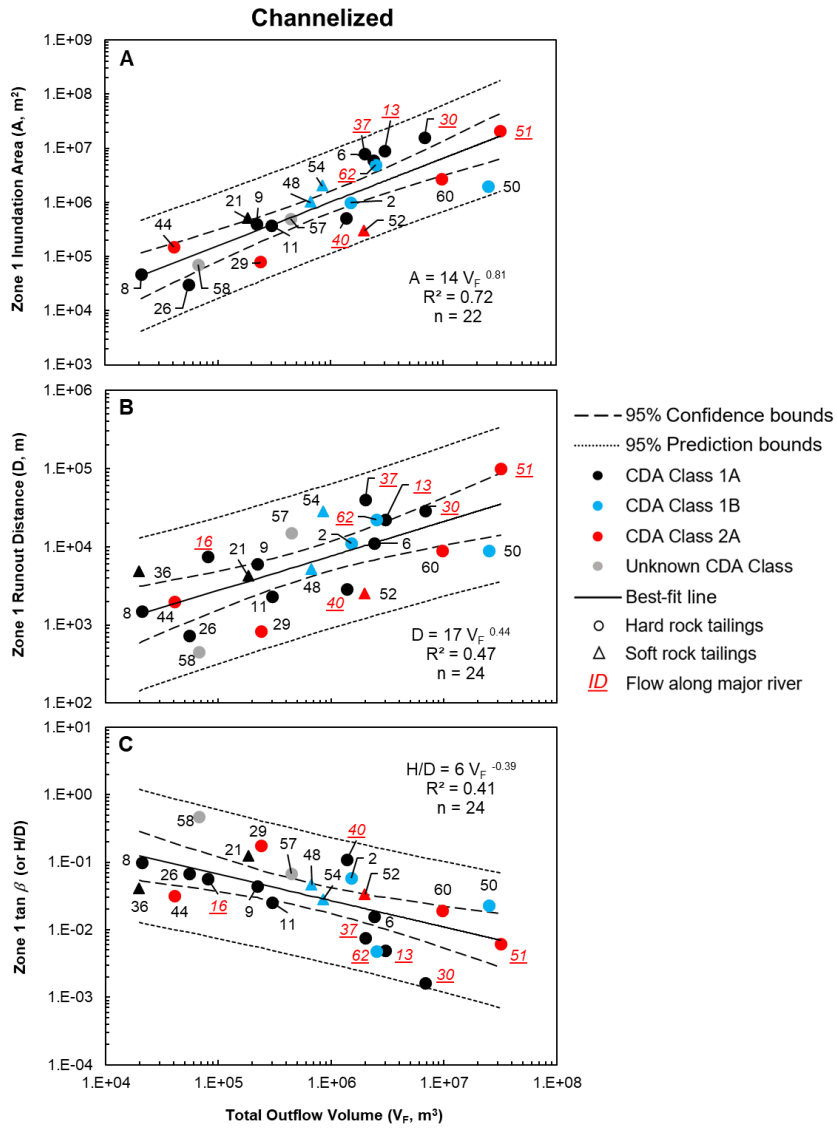 Channelized
A
Zone 1 Inundation Area (A, m²)
1.E+09
1.E+08
1.E+07
1.E+06
1.E+05
1.E+04
1.E+03
8
44
26
58
21
9
29
11
48
54
57
6
37
13
62
2
40
52
30
60
50
51
A = 14 V_F ^0.81
R² = 0.72
n = 22
B
Zone 1 Runout Distance (D, m)
1.E+06
1.E+05
1.E+04
1.E+03
1.E+02
36
8
44
16
26
58
21
9
11
29
57
54
48
2
62
37
13
40
52
6
30
60
50
51
D = 17 V_F ^0.44
R² = 0.47
n = 24
95% Confidence bounds
95% Prediction bounds
CDA Class 1A
CDA Class 1B
CDA Class 2A
Unknown CDA Class
Best-fit line
Hard rock tailings
Soft rock tailings
ID Flow along major river
C
Zone 1 tan β (or H/D)
1.E+01
1.E+00
1.E-01
1.E-02
1.E-03
1.E-04
H/D = 6 V_F ^-0.39
R² = 0.41
n = 24
58
29
21
57
48
40
2
52
54
8
26
36
44
16
9
11
6
37
62
13
30
60
50
51
1.E+04
1.E+05
1.E+06
1.E+07
1.E+08
Total Outflow Volume (V_F, m³)